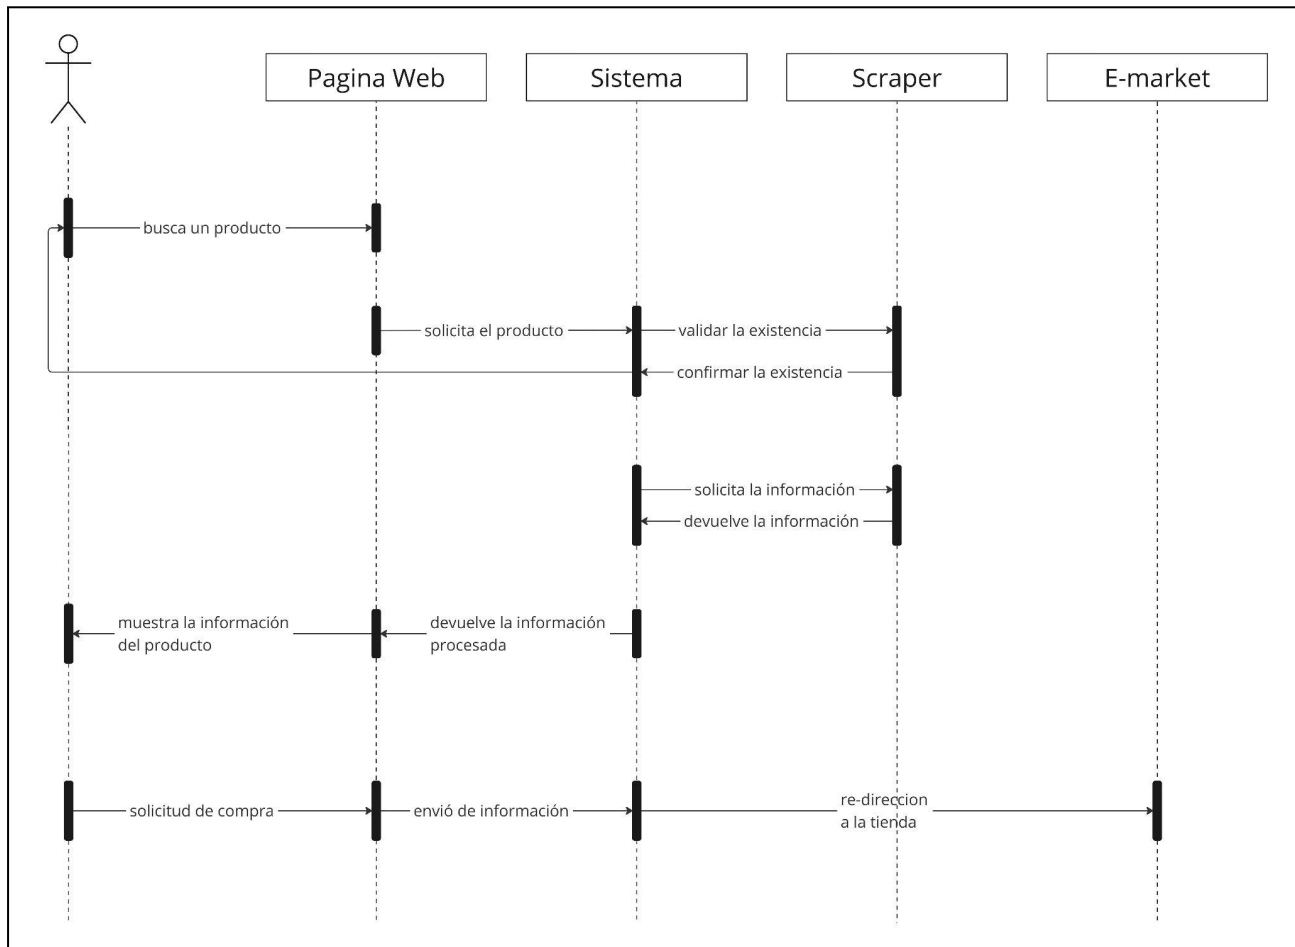 Pagina Web
Sistema
Scraper
E-market
busca un producto
solicita el producto
validar la existencia
confirmar la existencia
solicita la información
devuelve la información
muestra la información
del producto
devuelve la información
procesada
solicitud de compra
envió de información
re-direccion
a la tienda